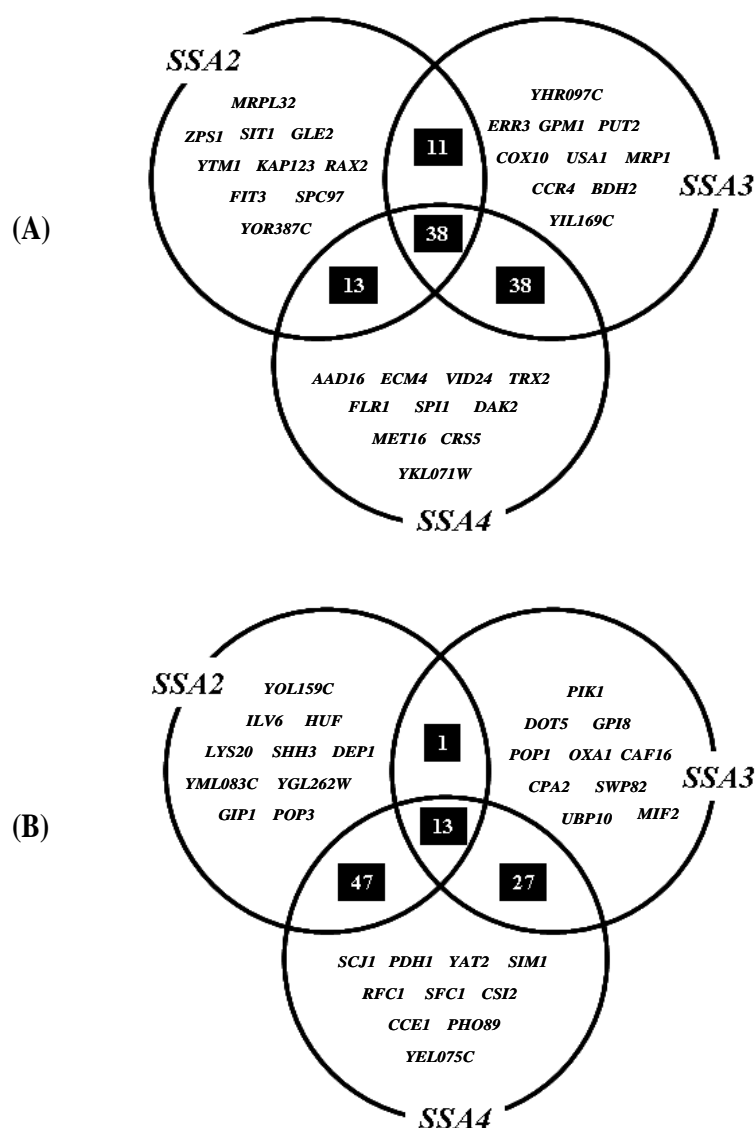 (A)
SSA2
MRPL32
ZPS1 SIT1 GLE2
YTM1 KAP123 RAX2
FIT3 SPC97
YOR387C
11
YHR097C
ERR3 GPM1 PUT2
COX10 USA1 MRP1
CCR4 BDH2
YIL169C
SSA3
38
13
38
AAD16 ECM4 VID24 TRX2
FLR1 SPI1 DAK2
MET16 CRS5
YKL071W
SSA4
(B)
SSA2
YOL159C
ILV6 HUF
LYS20 SHH3 DEP1
YML083C YGL262W
GIP1 POP3
1
PIK1
DOT5 GPI8
POP1 OXA1 CAF16
CPA2 SWP82
UBP10 MIF2
SSA3
13
47
27
SCJ1 PDH1 YAT2 SIM1
RFC1 SFC1 CSI2
CCE1 PHO89
YEL075C
SSA4